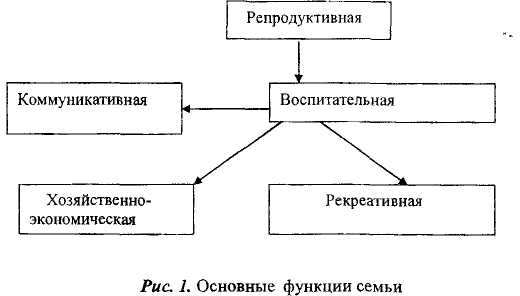 Репродуктивная
Коммуникативная
Воспитательная
Хозяйственно-
экономическая
Рекреативная
Рис. 1. Основные функции семьи